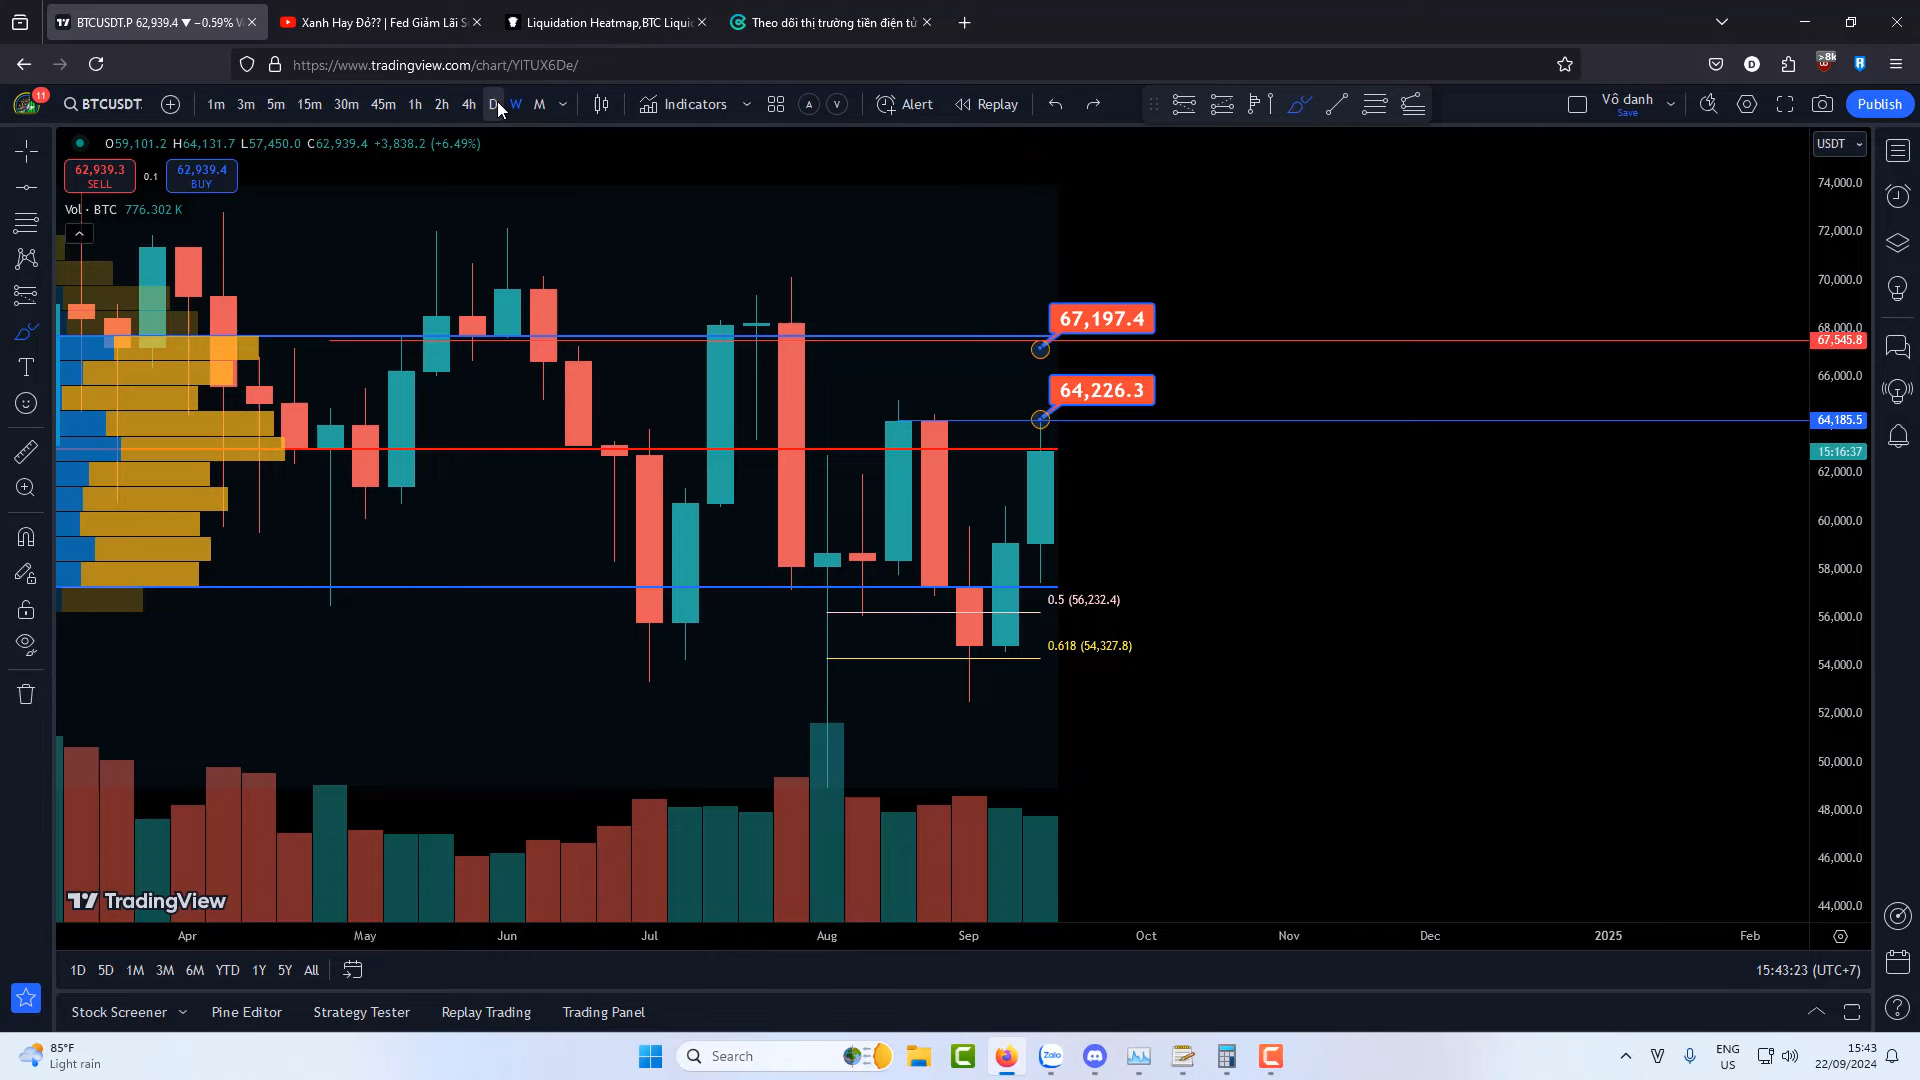 BTCUSDT.P 62,939.4 ▼ −0.59% V
Xanh Hay Đỏ?? | Fed Giảm Lãi S
Liquidation Heatmap,BTC Liqui
Theo dõi thị trường tiền điện tử
https://www.tradingview.com/chart/YlTUX6De/
>8k
11
BTCUSDT.
1m 3m 5m 15m 30m 45m 1h 2h 4h D W M
Indicators
A V
Alert
Replay
Vô danh
Save
Publish
O59,101.2 H64,131.7 L57,450.0 C62,939.4 +3,838.2 (+6.49%)
USDT
62,939.3
SELL
0.1
62,939.4
BUY
Vol · BTC 776.302 K
74,000.0
72,000.0
70,000.0
68,000.0
67,545.8
66,000.0
64,185.5
15:16:37
62,000.0
60,000.0
58,000.0
56,000.0
54,000.0
52,000.0
50,000.0
48,000.0
46,000.0
44,000.0
67,197.4
64,226.3
0.5 (56,232.4)
0.618 (54,327.8)
TradingView
Apr May Jun Jul Aug Sep Oct Nov Dec 2025 Feb
1D 5D 1M 3M 6M YTD 1Y 5Y All
15:43:23 (UTC+7)
Stock Screener
Pine Editor
Strategy Tester
Replay Trading
Trading Panel
85°F
Light rain
Search
Zalo
ENG
US
15:43
22/09/2024